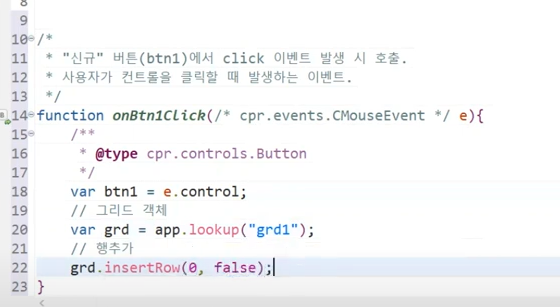 8
9
10 /*
11  * "신규" 버튼(btn1)에서 click 이벤트 발생 시 호출.
12  * 사용자가 컨트롤을 클릭할 때 발생하는 이벤트.
13  */
14 function onBtn1Click(/* cpr.events.CMouseEvent */ e){
15     /**
16      * @type cpr.controls.Button
17      */
18     var btn1 = e.control;
19     // 그리드 객체
20     var grd = app.lookup("grd1");
21     // 행추가
22     grd.insertRow(0, false);
23 }